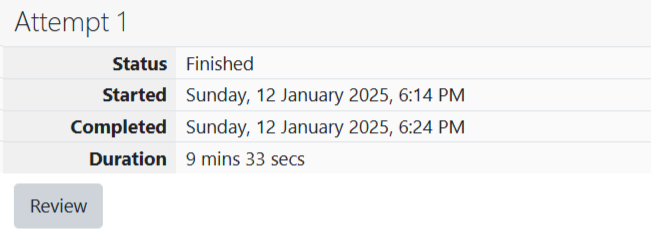 Attempt 1
Status Finished
Started Sunday, 12 January 2025, 6:14 PM
Completed Sunday, 12 January 2025, 6:24 PM
Duration 9 mins 33 secs
Review